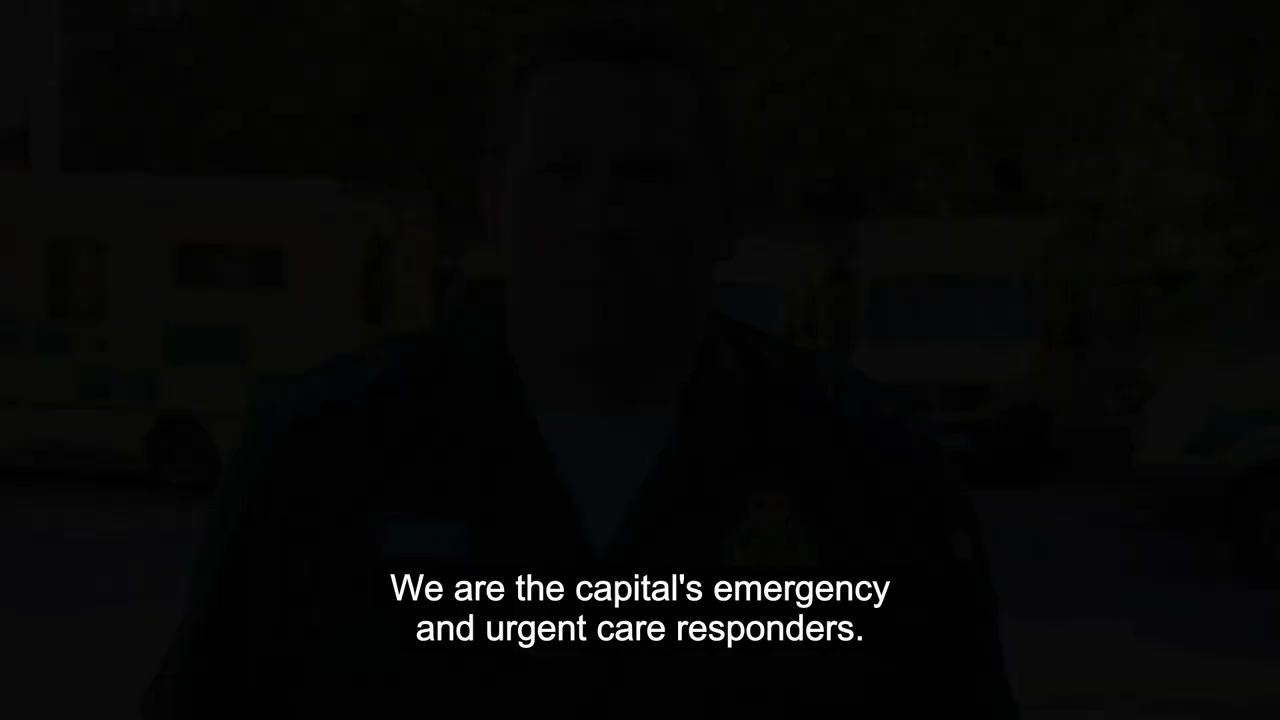 We are the capital's emergency
and urgent care responders.